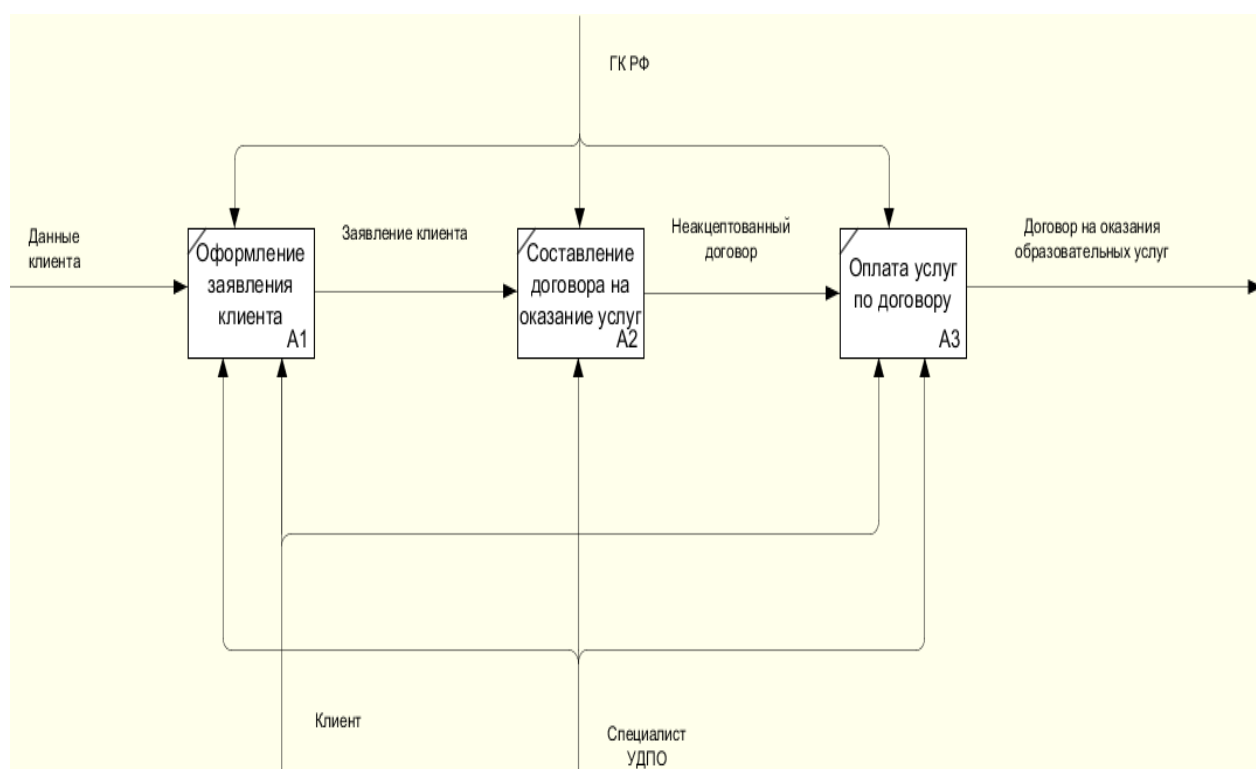 ГК РФ
Данные
клиента
Заявление клиента
Неакцептованный
договор
Договор на оказания
образовательных услуг
Оформление
заявления
клиента
A1
Составление
договора на
оказание услуг
A2
Оплата услуг
по договору
A3
Клиент
Специалист
УДПО